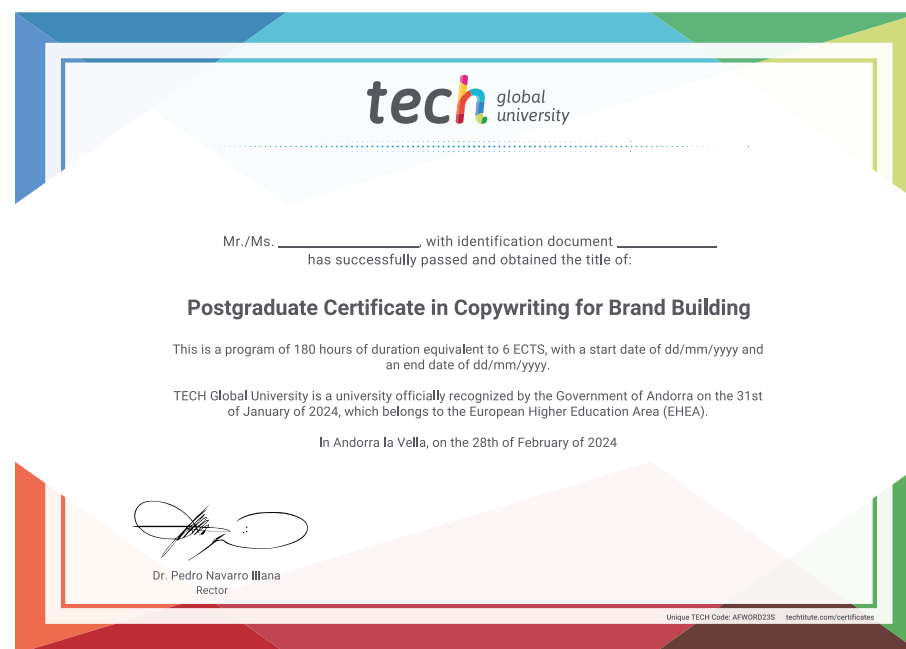 tech global
university
Mr./Ms. ____________________, with identification document ______________
has successfully passed and obtained the title of:
Postgraduate Certificate in Copywriting for Brand Building
This is a program of 180 hours of duration equivalent to 6 ECTS, with a start date of dd/mm/yyyy and
an end date of dd/mm/yyyy.
TECH Global University is a university officially recognized by the Government of Andorra on the 31st
of January of 2024, which belongs to the European Higher Education Area (EHEA).
In Andorra la Vella, on the 28th of February of 2024
Dr. Pedro Navarro Illana
Rector
Unique TECH Code: AFWORD23S techtitute.com/certificates